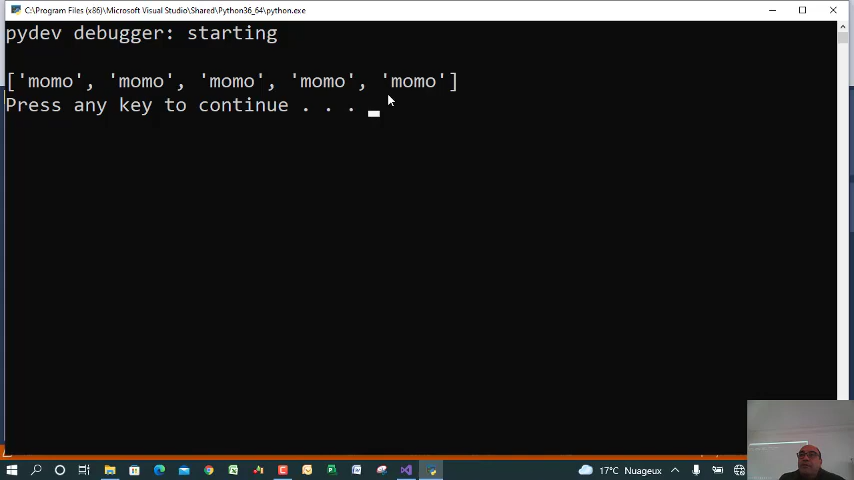 C:\Program Files (x86)\Microsoft Visual Studio\Shared\Python36_64\python.exe
pydev debugger: starting
['momo', 'momo', 'momo', 'momo', 'momo']
Press any key to continue . . .
17°C Nuageux